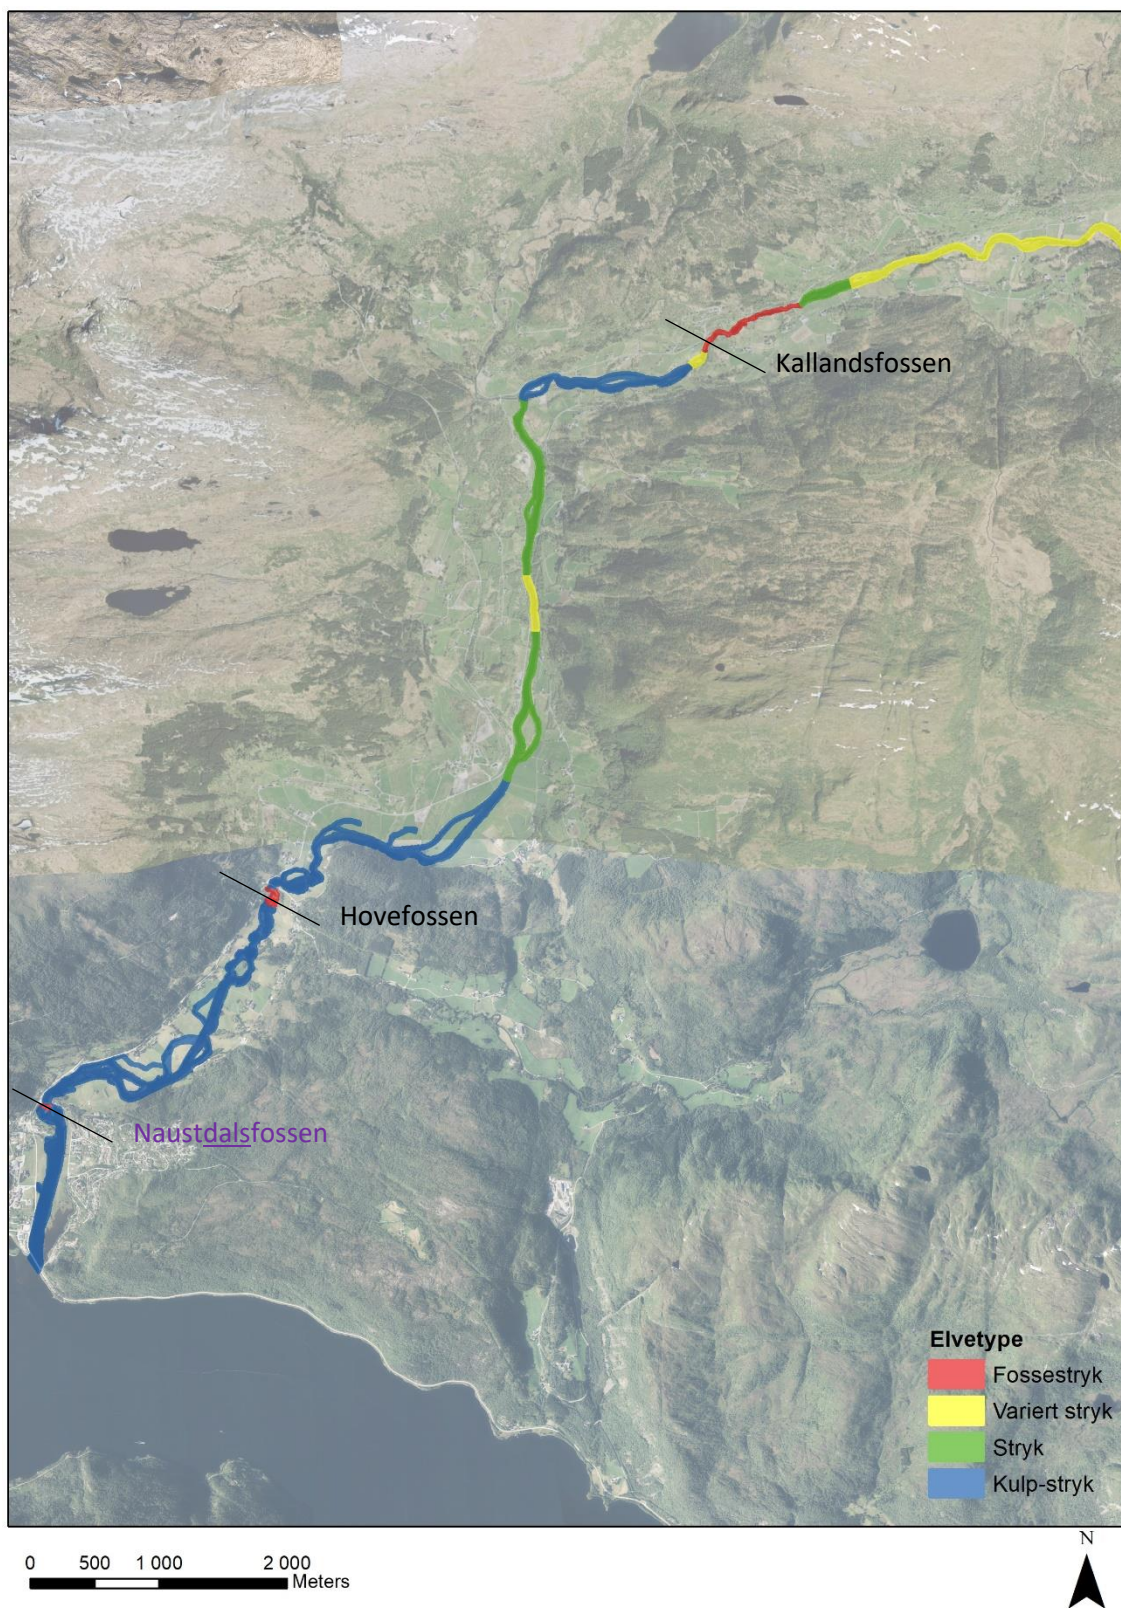 Kallandsfossen
Hovefossen
Naustdalsfossen
Elvetype
Fossestryk
Variert stryk
Stryk
Kulp-stryk
0 500 1 000 2 000
Meters
N